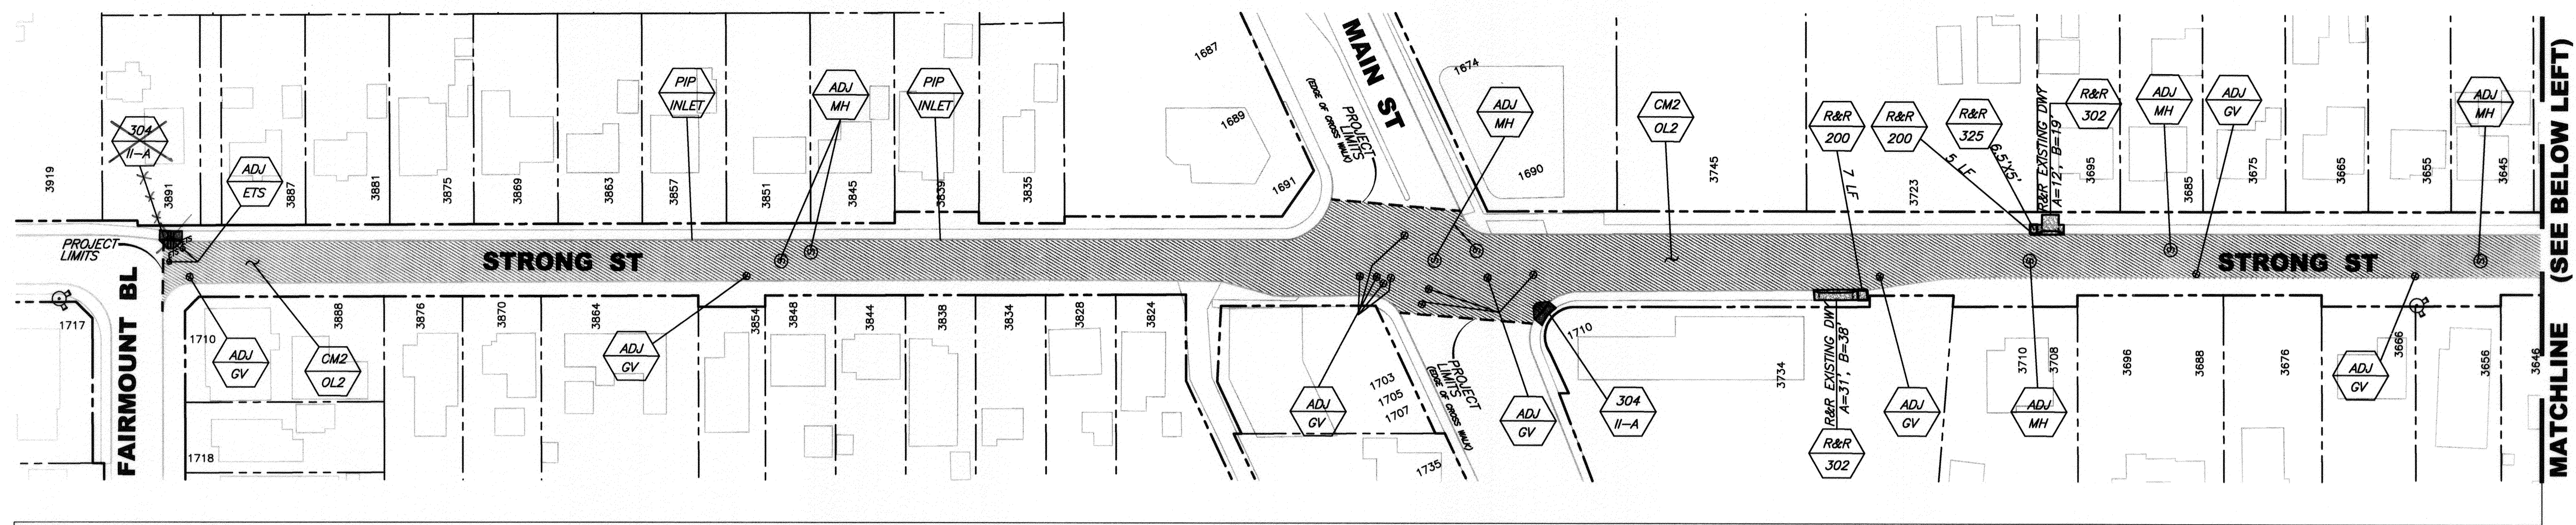 MAIN ST
1687
1689
1691
1674
1690
(EDGE OF CROSS WALK)
PROJECT
LIMITS
304
II-A
ADJ
ETS
PIP
INLET
ADJ
MH
PIP
INLET
ADJ
MH
CM2
OL2
R&R
200
R&R
200
R&R
325
R&R
302
ADJ
MH
ADJ
GV
ADJ
MH
7 LF
5 LF
6.5'X5'
R&R EXISTING DWY
A=12', B=19'
3919
3891
3887
3881
3875
3869
3863
3857
3851
3845
3839
3835
3745
3723
3695
3685
3675
3665
3655
3645
PROJECT
LIMITS
ETS
ETS
S
S
S
S
S
S
S
STRONG ST
STRONG ST
FAIRMOUNT BL
1717
1710
1718
3888
3876
3870
3864
3854
3848
3844
3838
3834
3828
3824
1703
1705
1707
1735
PROJECT
LIMITS
(EDGE OF CROSS WALK)
1710
3734
R&R EXISTING DWY
A=31', B=38'
3710
3708
3696
3688
3676
3666
3656
3646
ADJ
GV
CM2
OL2
ADJ
GV
ADJ
GV
ADJ
GV
304
II-A
R&R
302
ADJ
GV
ADJ
MH
ADJ
GV
MATCHLINE (SEE BELOW LEFT)